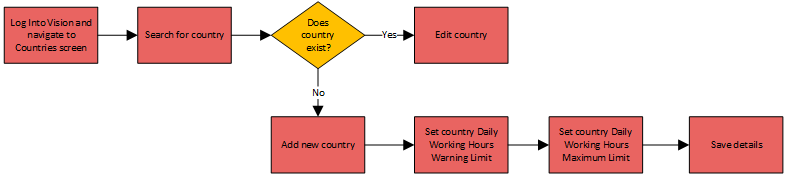 Log Into Vision and
navigate to
Countries screen
Search for country
Does
country
exist?
Yes
Edit country
No
Add new country
Set country Daily
Working Hours
Warning Limit
Set country Daily
Working Hours
Maximum Limit
Save details